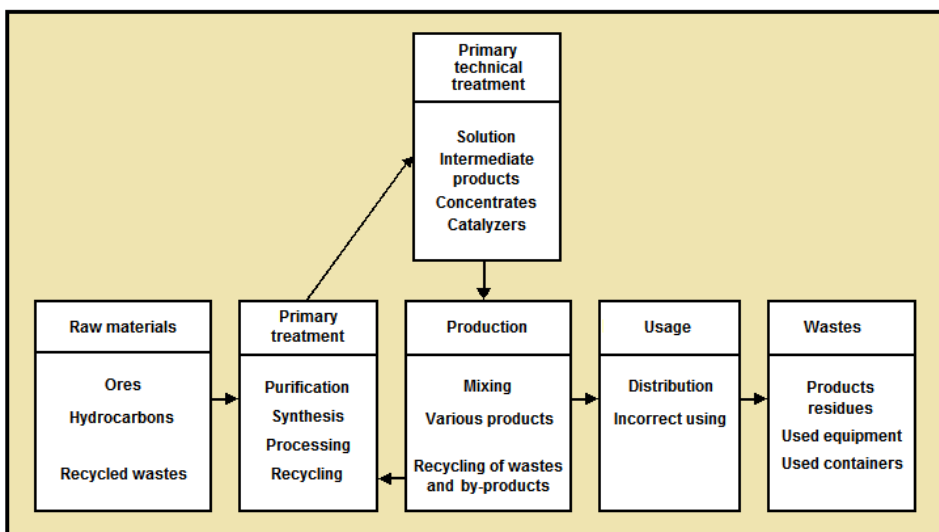 Primary
technical
treatment
Solution
Intermediate
products
Concentrates
Catalyzers
Raw materials
Ores
Hydrocarbons
Recycled wastes
Primary
treatment
Purification
Synthesis
Processing
Recycling
Production
Mixing
Various products
Recycling of wastes
and by-products
Usage
Distribution
Incorrect using
Wastes
Products
residues
Used equipment
Used containers